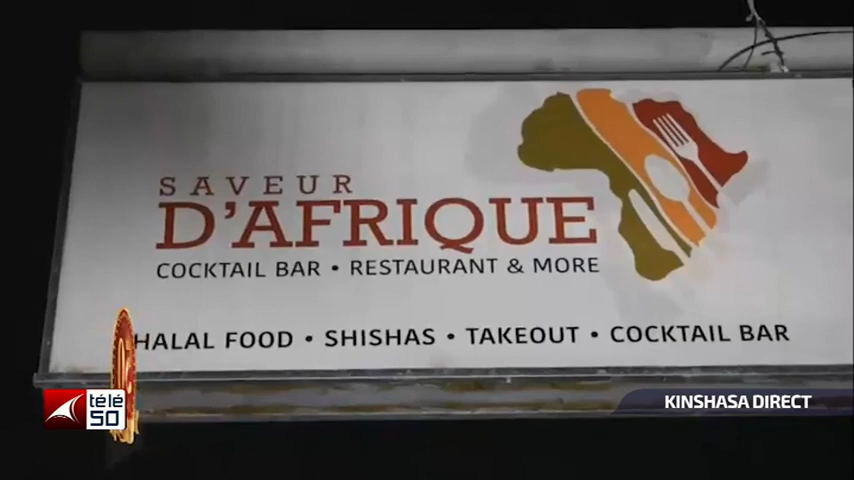 SAVEUR
D'AFRIQUE
COCKTAIL BAR • RESTAURANT & MORE
HALAL FOOD • SHISHAS • TAKEOUT • COCKTAIL BAR
télé
50
KINSHASA DIRECT